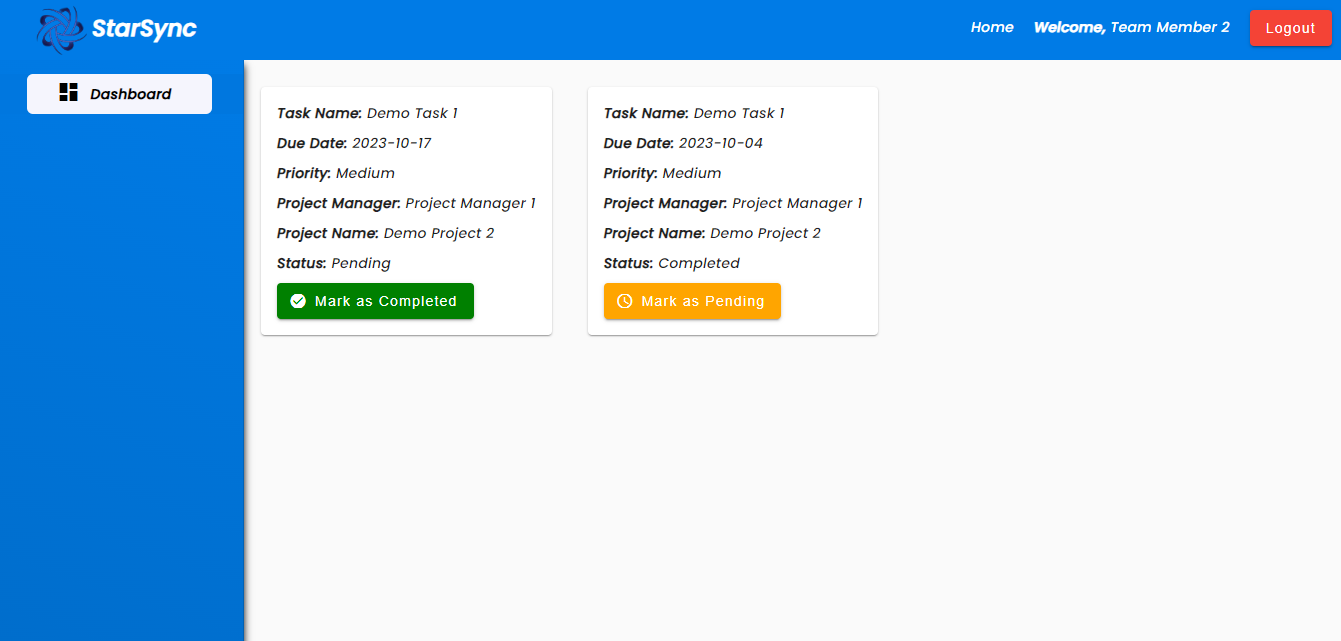 StarSync
Home
Welcome, Team Member 2
Logout
Dashboard
Task Name: Demo Task 1
Due Date: 2023-10-17
Priority: Medium
Project Manager: Project Manager 1
Project Name: Demo Project 2
Status: Pending
Mark as Completed
Task Name: Demo Task 1
Due Date: 2023-10-04
Priority: Medium
Project Manager: Project Manager 1
Project Name: Demo Project 2
Status: Completed
Mark as Pending